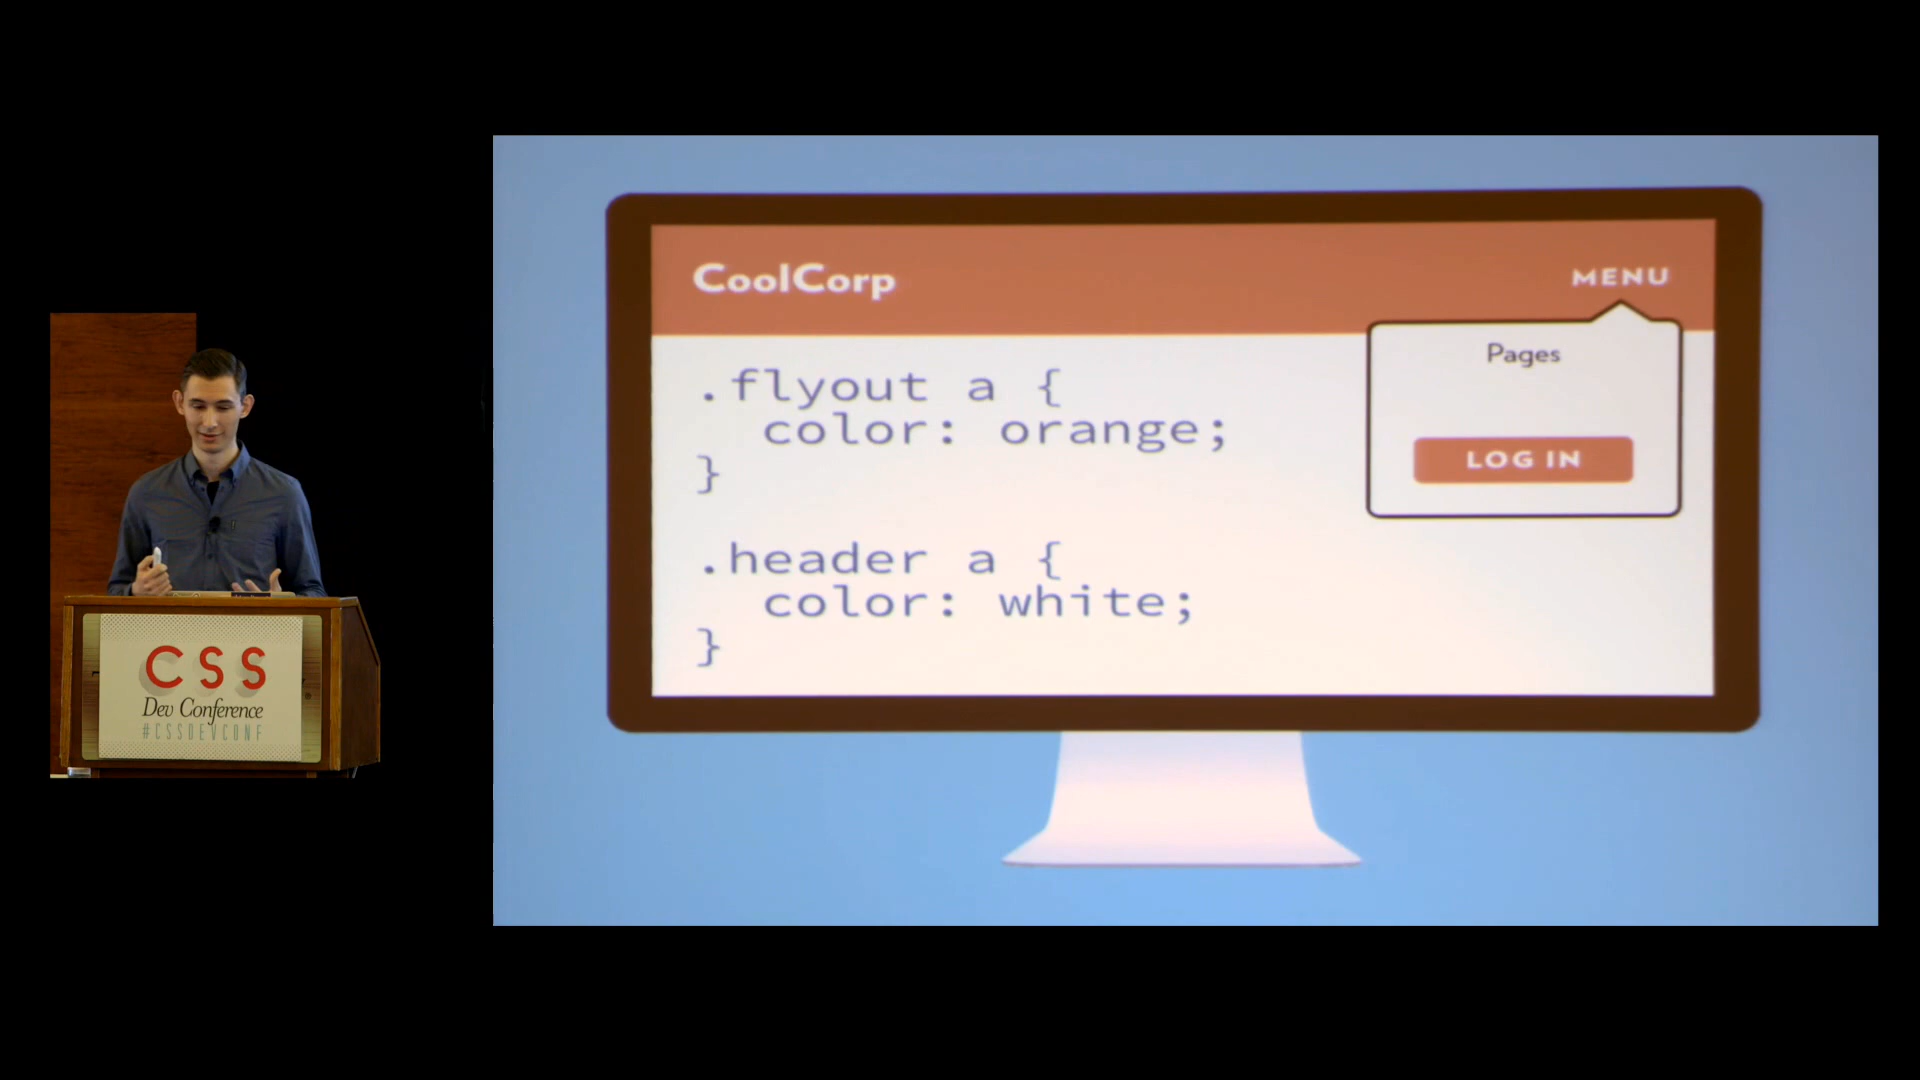 CSS
Dev Conference
#CSSDEVCONF
CoolCorp
MENU
Pages
LOG IN
.flyout a {
color: orange;
}
.header a {
color: white;
}